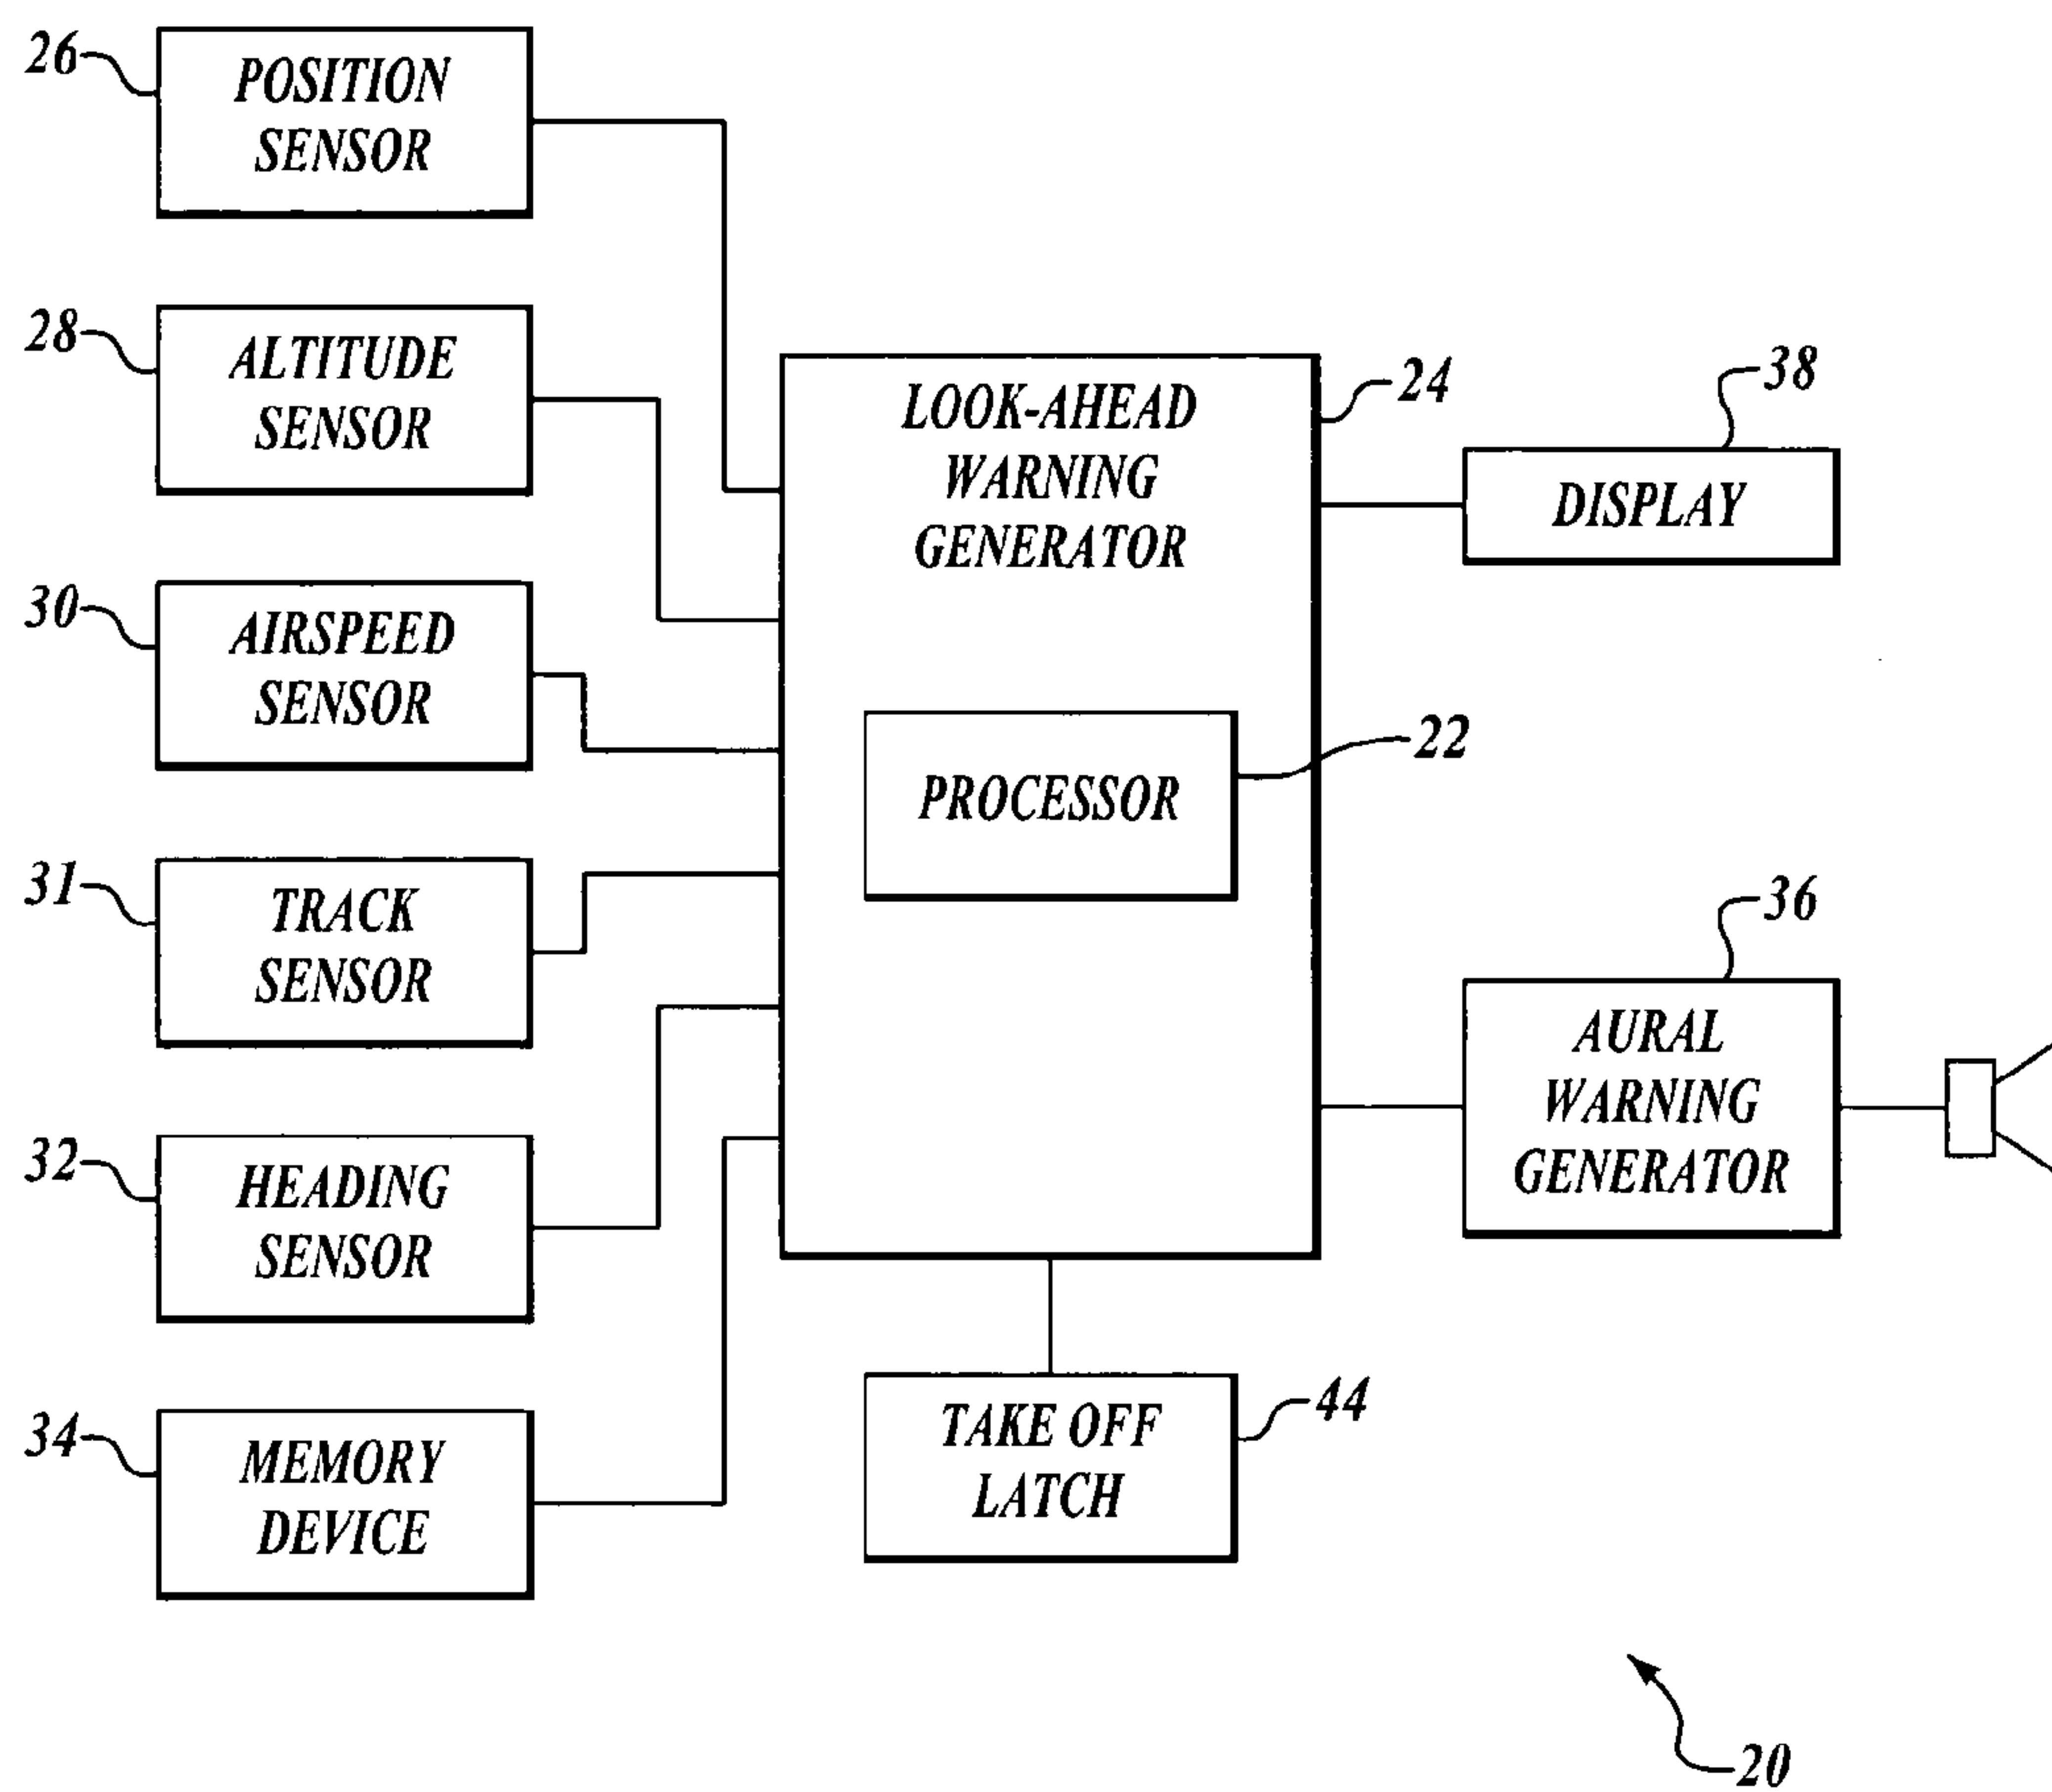 26
POSITION
SENSOR
28
ALTITUDE
SENSOR
30
AIRSPEED
SENSOR
31
TRACK
SENSOR
32
HEADING
SENSOR
34
MEMORY
DEVICE
LOOK-AHEAD
WARNING
GENERATOR
24
PROCESSOR
22
TAKE OFF
LATCH
44
38
DISPLAY
36
AURAL
WARNING
GENERATOR
20